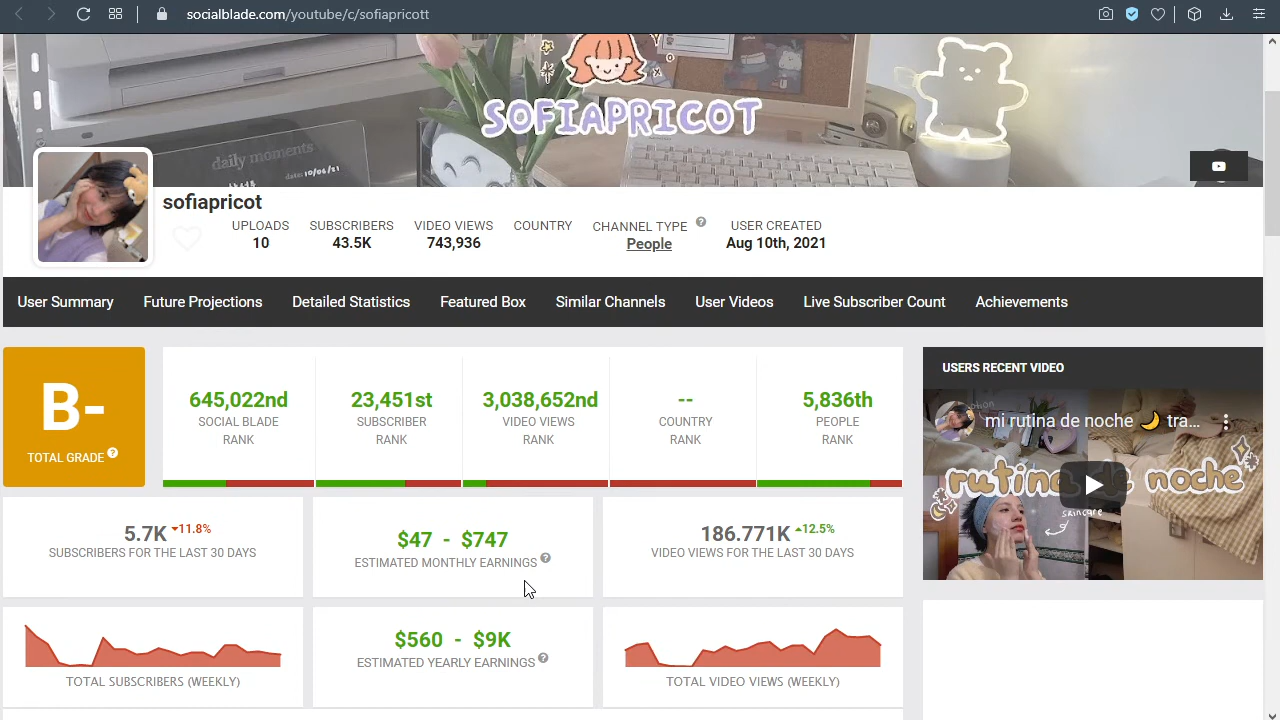 socialblade.com/youtube/c/sofiapricott
SOFIAPRICOT
daily moments
date 10/06/21
sofiapricot
UPLOADS
10
SUBSCRIBERS
43.5K
VIDEO VIEWS
743,936
COUNTRY
CHANNEL TYPE ?
People
USER CREATED
Aug 10th, 2021
User Summary Future Projections Detailed Statistics Featured Box Similar Channels User Videos Live Subscriber Count Achievements
B-
TOTAL GRADE ?
645,022nd
SOCIAL BLADE
RANK
23,451st
SUBSCRIBER
RANK
3,038,652nd
VIDEO VIEWS
RANK
--
COUNTRY
RANK
5,836th
PEOPLE
RANK
USERS RECENT VIDEO
mi rutina de noche 🌙 tra...
rutina de noche
skincare
5.7K 11.8%
SUBSCRIBERS FOR THE LAST 30 DAYS
$47 - $747
ESTIMATED MONTHLY EARNINGS ?
186.771K 12.5%
VIDEO VIEWS FOR THE LAST 30 DAYS
TOTAL SUBSCRIBERS (WEEKLY)
$560 - $9K
ESTIMATED YEARLY EARNINGS ?
TOTAL VIDEO VIEWS (WEEKLY)